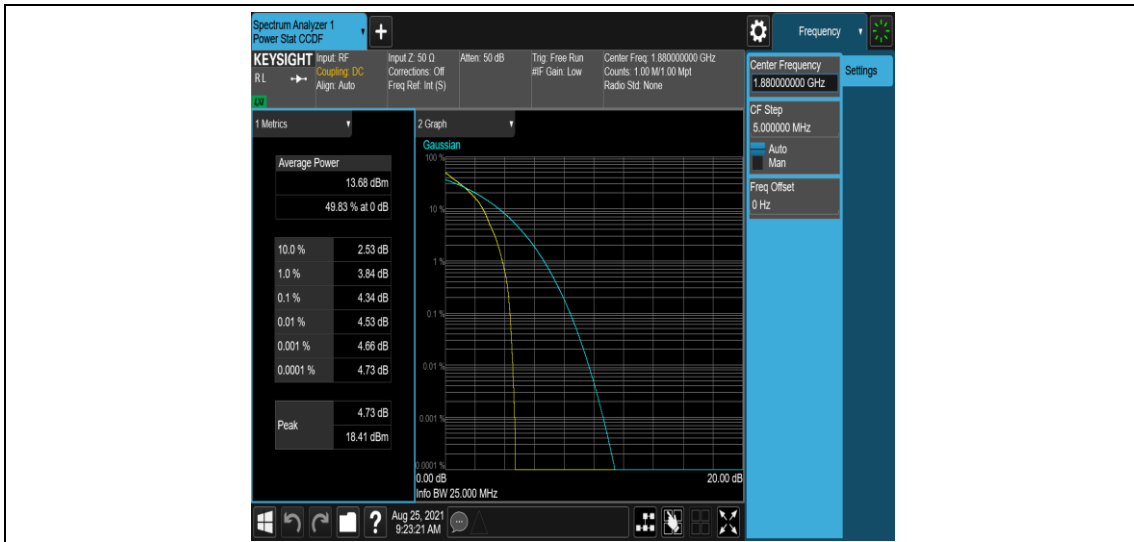 Spectrum Analyzer 1
Power Stat CCDF
+
Frequency
KEYSIGHT
RL
LXI
Input: RF
Coupling: DC
Align: Auto
Input Z: 50 Ω
Corrections: Off
Freq Ref: Int (S)
Atten: 50 dB
Trig: Free Run
#IF Gain: Low
Center Freq: 1.880000000 GHz
Counts: 1.00 M/1.00 Mpt
Radio Std: None
Center Frequency
1.880000000 GHz
Settings
CF Step
5.000000 MHz
Auto
Man
Freq Offset
0 Hz
1 Metrics
Average Power
13.68 dBm
49.83 % at 0 dB
10.0 % 2.53 dB
1.0 % 3.84 dB
0.1 % 4.34 dB
0.01 % 4.53 dB
0.001 % 4.66 dB
0.0001 % 4.73 dB
Peak
4.73 dB
18.41 dBm
2 Graph
Gaussian
100 %
10 %
1 %
0.1 %
0.01 %
0.001 %
0.0001 %
0.00 dB 20.00 dB
Info BW 25.000 MHz
?
Aug 25, 2021
9:23:21 AM